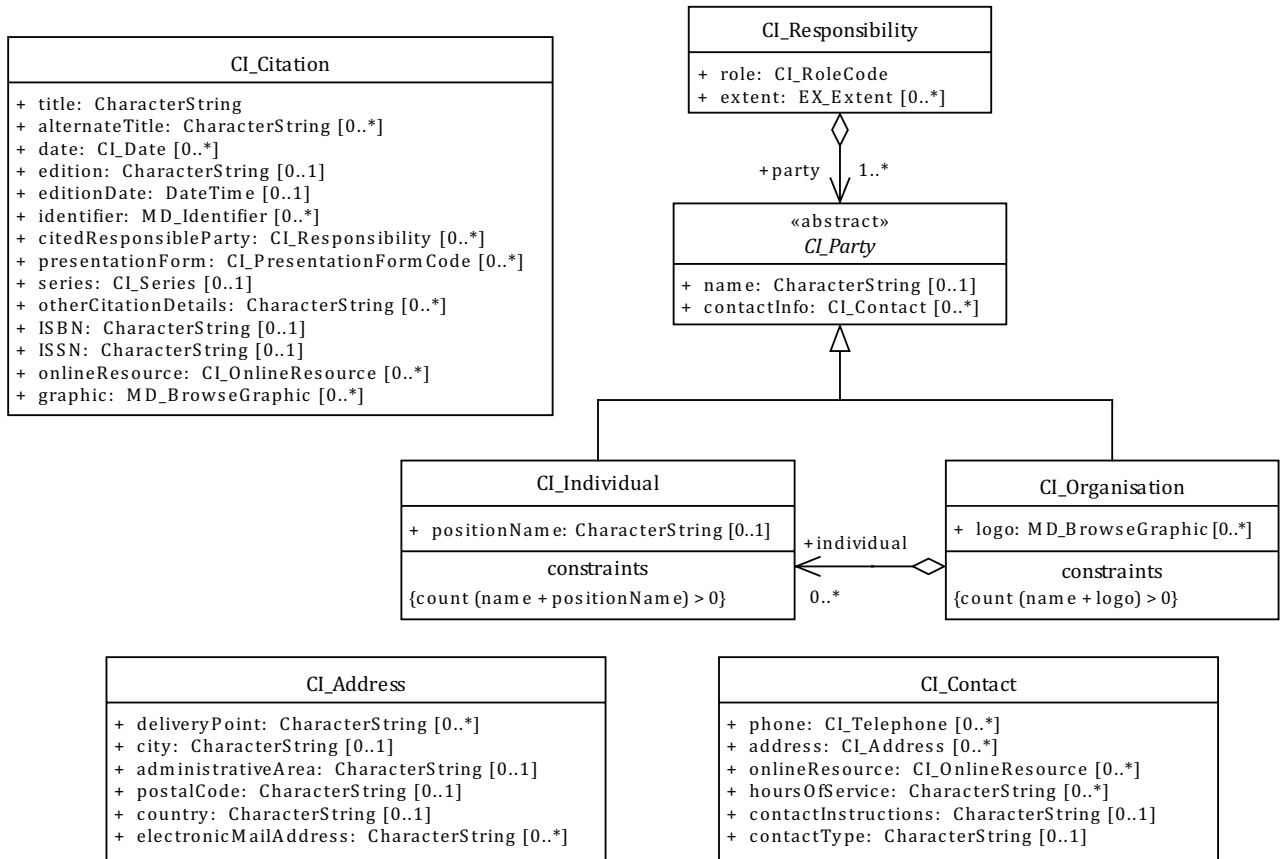 CI_Citation
+ title: CharacterString
+ alternateTitle: CharacterString [0..*]
+ date: CI_Date [0..*]
+ edition: CharacterString [0..1]
+ editionDate: DateTime [0..1]
+ identifier: MD_Identifier [0..*]
+ citedResponsibleParty: CI_Responsibility [0..*]
+ presentationForm: CI_PresentationFormCode [0..*]
+ series: CI_Series [0..1]
+ otherCitationDetails: CharacterString [0..*]
+ ISBN: CharacterString [0..1]
+ ISSN: CharacterString [0..1]
+ onlineResource: CI_OnlineResource [0..*]
+ graphic: MD_BrowseGraphic [0..*]
CI_Responsibility
+ role: CI_RoleCode
+ extent: EX_Extent [0..*]
+party 1..*
«abstract»
CI_Party
+ name: CharacterString [0..1]
+ contactInfo: CI_Contact [0..*]
CI_Individual
+ positionName: CharacterString [0..1]
constraints
{count (name + positionName) > 0}
+individual
0..*
CI_Organisation
+ logo: MD_BrowseGraphic [0..*]
constraints
{count (name + logo) > 0}
CI_Address
+ deliveryPoint: CharacterString [0..*]
+ city: CharacterString [0..1]
+ administrativeArea: CharacterString [0..1]
+ postalCode: CharacterString [0..1]
+ country: CharacterString [0..1]
+ electronicMailAddress: CharacterString [0..*]
CI_Contact
+ phone: CI_Telephone [0..*]
+ address: CI_Address [0..*]
+ onlineResource: CI_OnlineResource [0..*]
+ hoursOfService: CharacterString [0..*]
+ contactInstructions: CharacterString [0..1]
+ contactType: CharacterString [0..1]